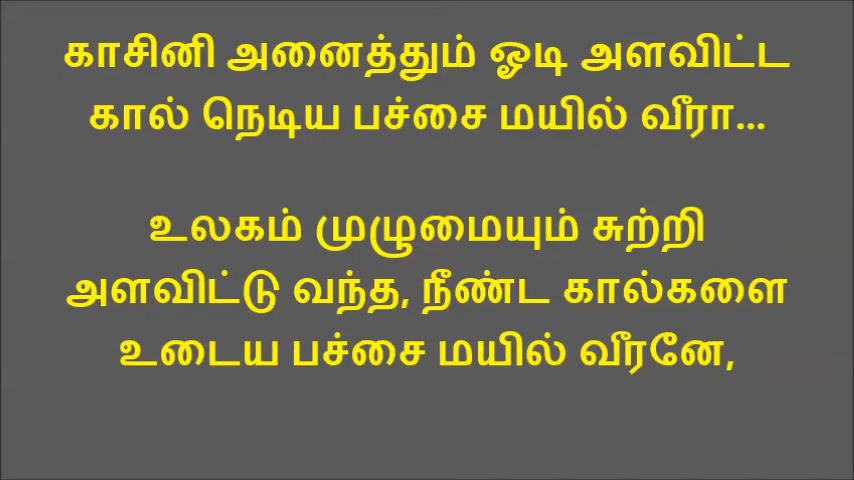 காசினி அனைத்தும் ஓடி அளவிட்ட
கால் நெடிய பச்சை மயில் வீரா...
உலகம் முழுமையும் சுற்றி
அளவிட்டு வந்த, நீண்ட கால்களை
உடைய பச்சை மயில் வீரனே,